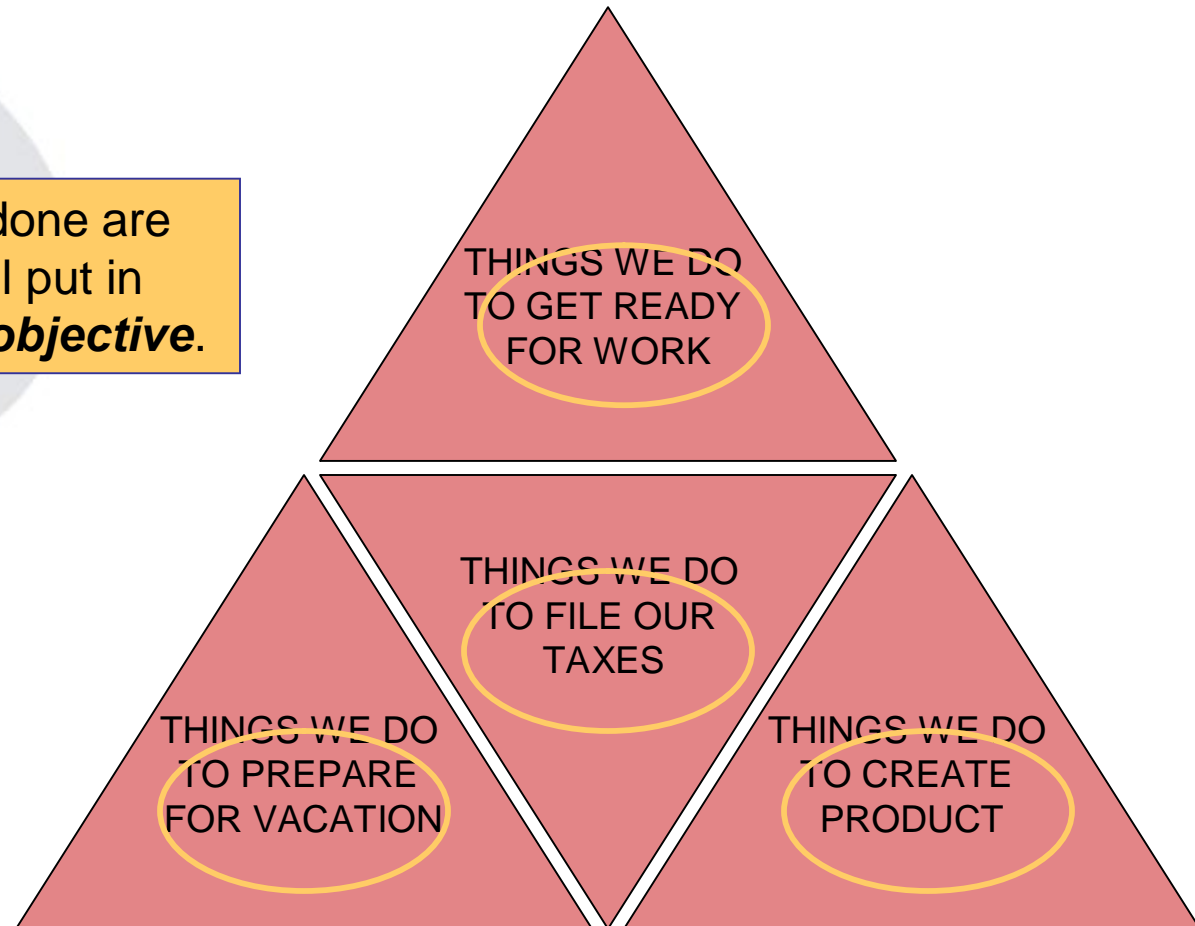 done are
l put in
objective.
THINGS WE DO
TO GET READY
FOR WORK
THINGS WE DO
TO FILE OUR
TAXES
THINGS WE DO
TO PREPARE
FOR VACATION
THINGS WE DO
TO CREATE
PRODUCT